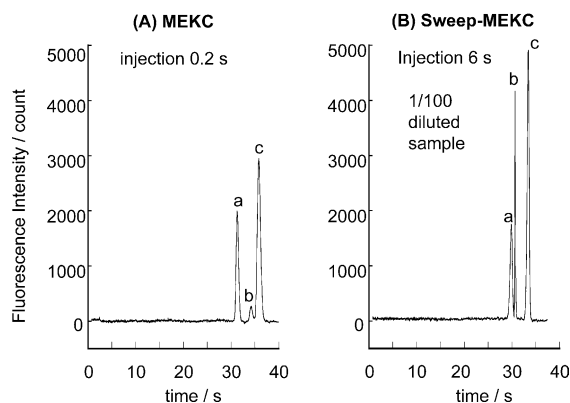 (A) MEKC
injection 0.2 s
Fluorescence Intensity / count
5000
4000
3000
2000
1000
0
a
b
c
0
10
20
30
40
time / s
(B) Sweep-MEKC
Injection 6 s
1/100
diluted
sample
5000
4000
3000
2000
1000
0
a
b
c
0
10
20
30
40
time / s